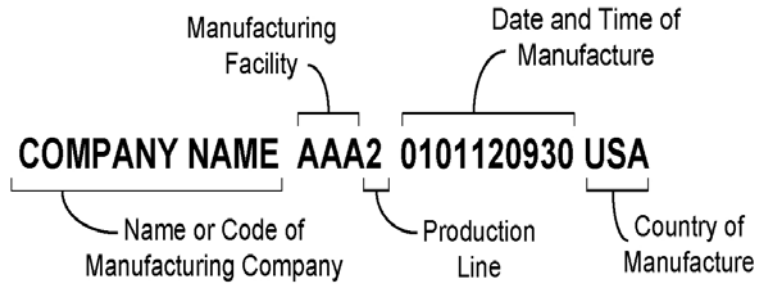 Manufacturing
Facility
Date and Time of
Manufacture
COMPANY NAME AAA2 0101120930 USA
Name or Code of
Manufacturing Company
Production
Line
Country of
Manufacture